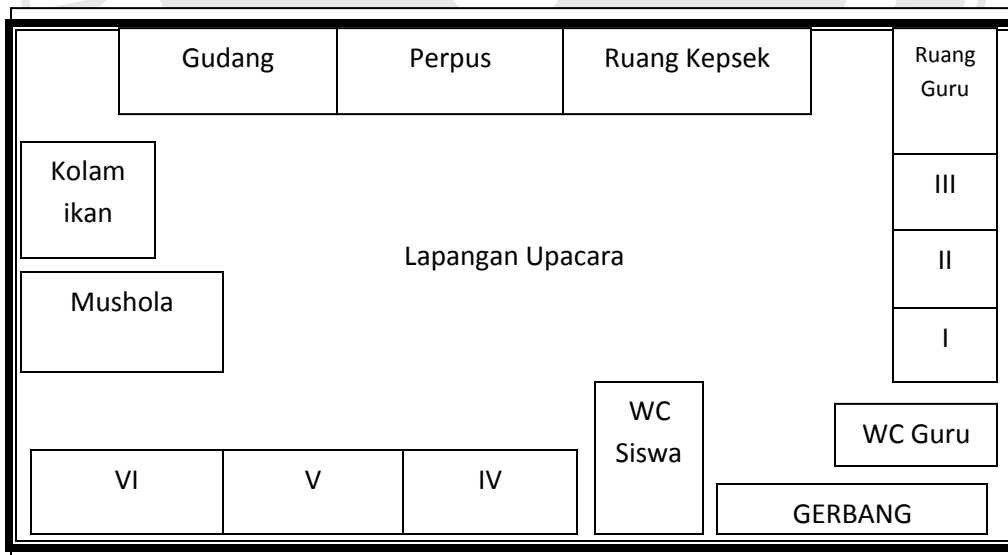 Gudang
Perpus
Ruang Kepsek
Ruang
Guru
Kolam
ikan
III
Lapangan Upacara
II
Mushola
I
WC
Siswa
WC Guru
VI
V
IV
GERBANG